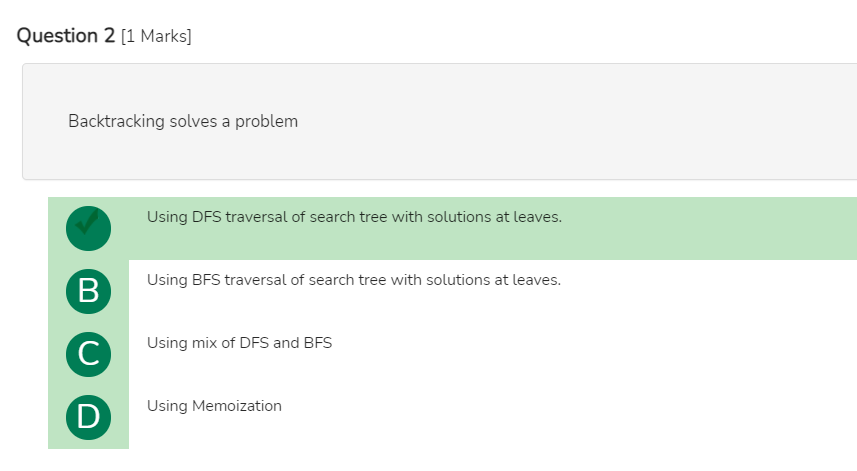 Question 2 [1 Marks]
Backtracking solves a problem
Using DFS traversal of search tree with solutions at leaves.
B Using BFS traversal of search tree with solutions at leaves.
C Using mix of DFS and BFS
D Using Memoization